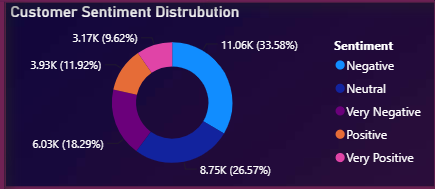 Customer Sentiment Distrubution
3.17K (9.62%)
11.06K (33.58%)
3.93K (11.92%)
6.03K (18.29%)
8.75K (26.57%)
Sentiment
Negative
Neutral
Very Negative
Positive
Very Positive